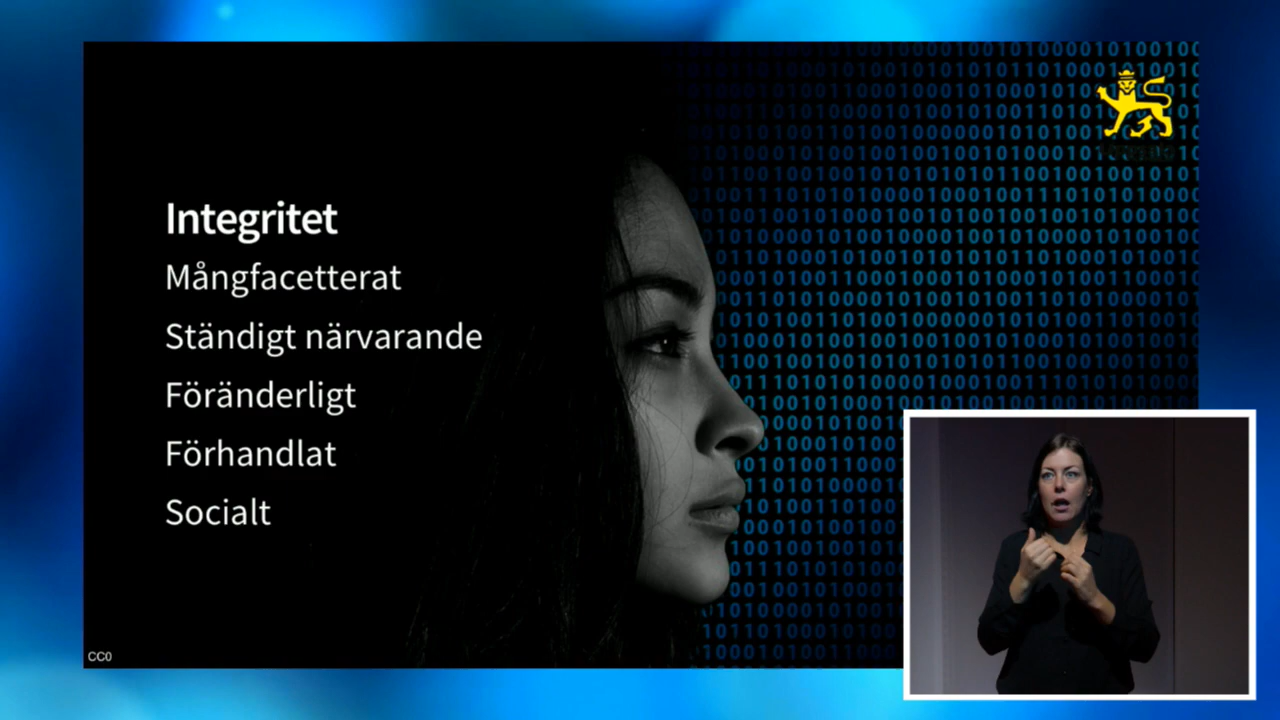 Integritet
Mångfacetterat
Ständigt närvarande
Föränderligt
Förhandlat
Socialt
CC0